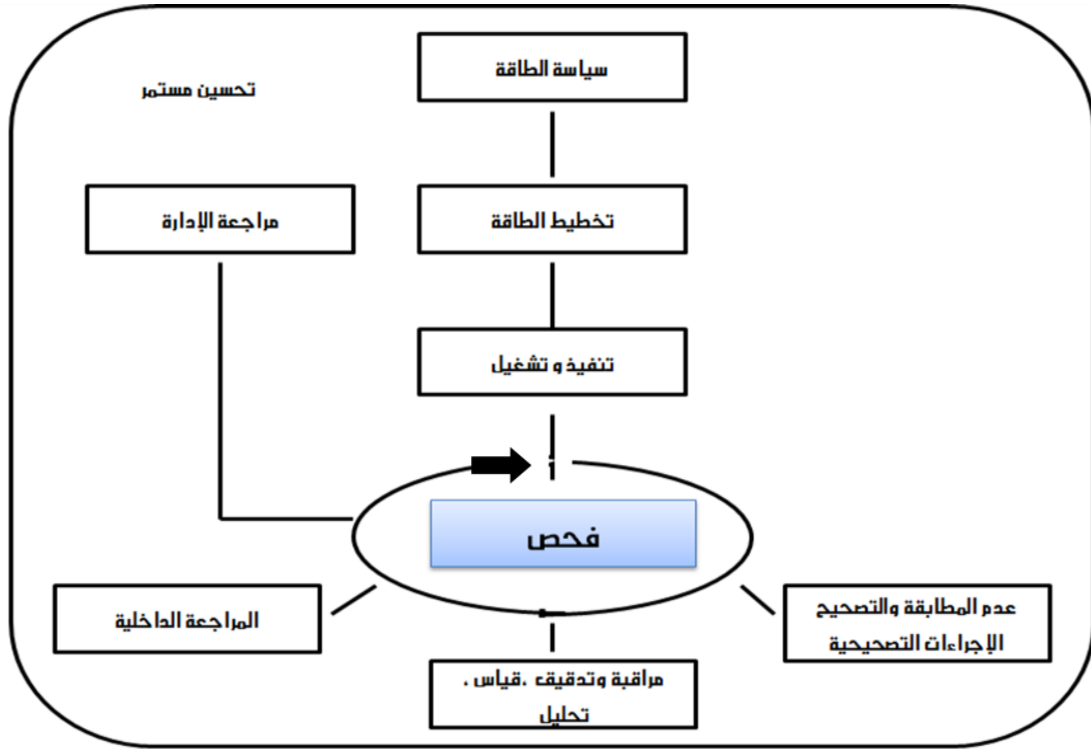 سياسة الطاقة
تحسين مستمر
تخطيط الطاقة
مراجعة الإدارة
تنفيذ و تشغيل
فحص
عدم المطابقة والتصحيح
الإجراءات التصحيحية
المراجعة الداخلية
مراقبة وتدقيق ،قياس ،
تحليل